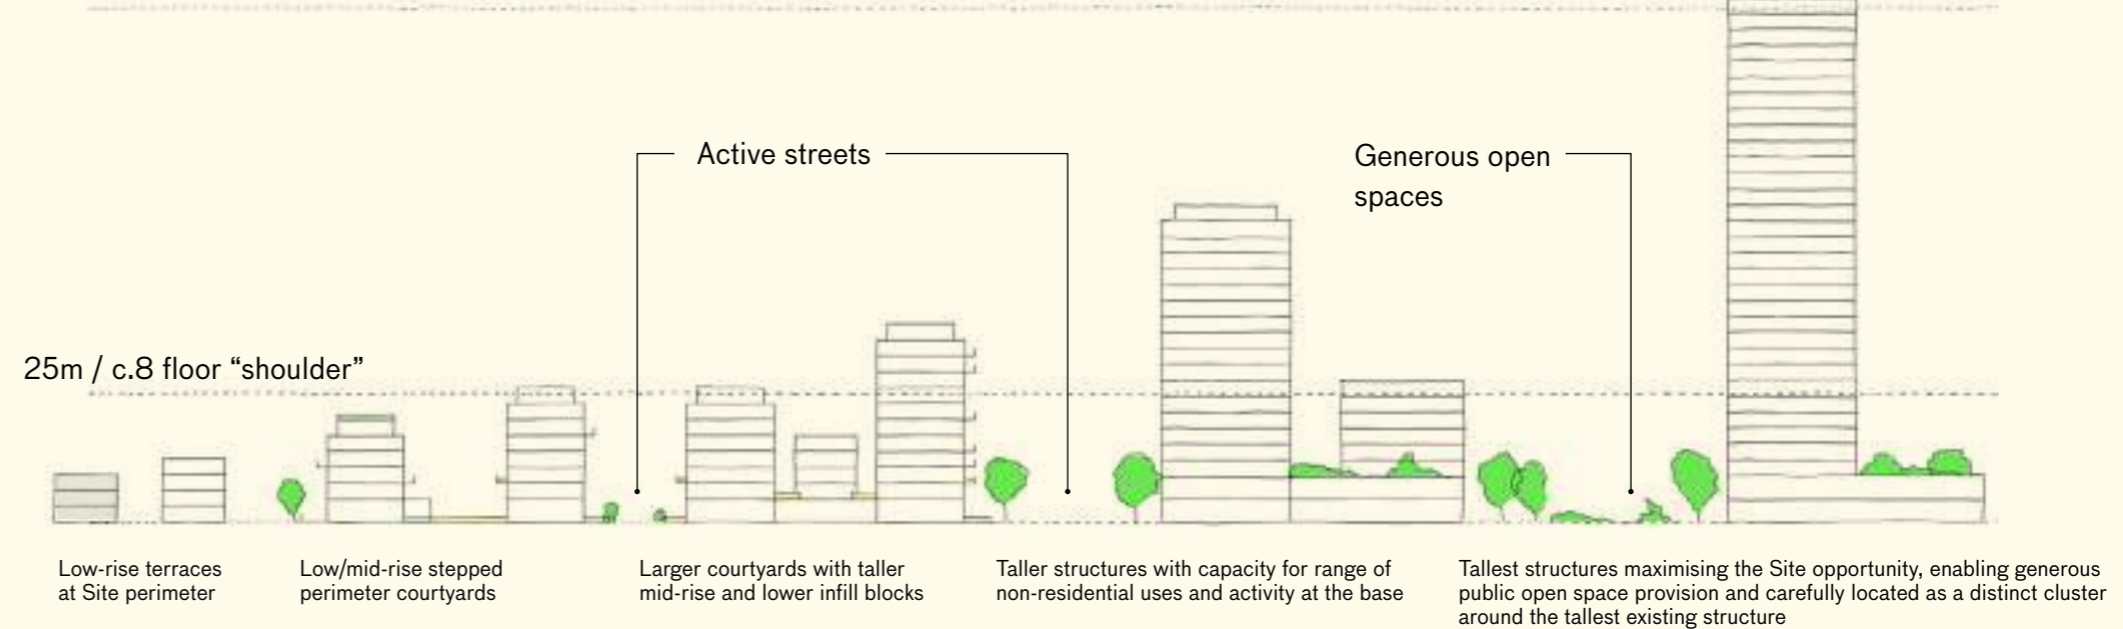 Active streets
Generous open
spaces
25m / c.8 floor “shoulder”
Low-rise terraces
at Site perimeter
Low/mid-rise stepped
perimeter courtyards
Larger courtyards with taller
mid-rise and lower infill blocks
Taller structures with capacity for range of
non-residential uses and activity at the base
Tallest structures maximising the Site opportunity, enabling generous
public open space provision and carefully located as a distinct cluster
around the tallest existing structure